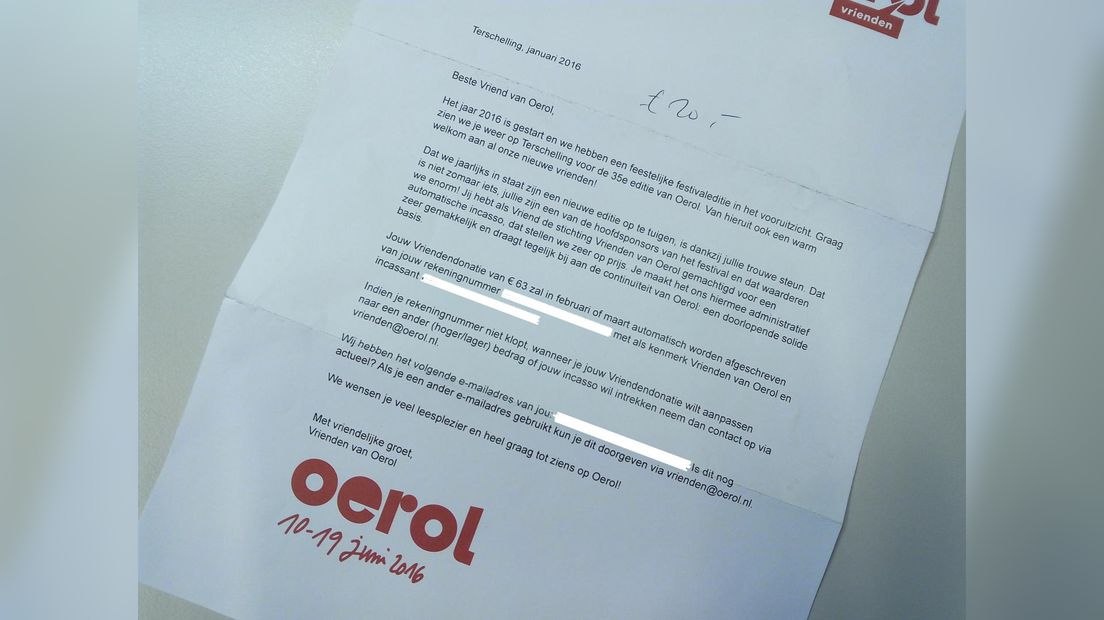 oerol
vrienden
Terschelling, januari 2016
€ 20,-
Beste Vriend van Oerol,
Het jaar 2016 is gestart en we hebben een feestelijke festivaleditie in het vooruitzicht. Graag
zien we je weer op Terschelling voor de 35e editie van Oerol. Van hieruit ook een warm
welkom aan al onze nieuwe vrienden!
Dat we jaarlijks in staat zijn een nieuwe editie op te tuigen, is dankzij jullie trouwe steun. Dat
is niet zomaar iets, jullie zijn een van de hoofdsponsors van het festival en dat waarderen
we enorm! Jij hebt als Vriend de stichting Vrienden van Oerol gemachtigd voor een
automatische incasso, dat stellen we zeer op prijs. Je maakt het ons hiermee administratief
zeer gemakkelijk en draagt tegelijk bij aan de continuïteit van Oerol: een doorlopende solide
basis.
Jouw Vriendendonatie van € 63 zal in februari of maart automatisch worden afgeschreven
van jouw rekeningnummer met als kenmerk Vrienden van Oerol en
incassant
Indien je rekeningnummer niet klopt, wanneer je jouw Vriendendonatie wilt aanpassen
naar een ander (hoger/lager) bedrag of jouw incasso wil intrekken neem dan contact op via
vrienden@oerol.nl.
Wij hebben het volgende e-mailadres van jou: Is dit nog
actueel? Als je een ander e-mailadres gebruikt kun je dit doorgeven via vrienden@oerol.nl.
We wensen je veel leesplezier en heel graag tot ziens op Oerol!
Met vriendelijke groet,
Vrienden van Oerol
oerol
10-19 juni 2016